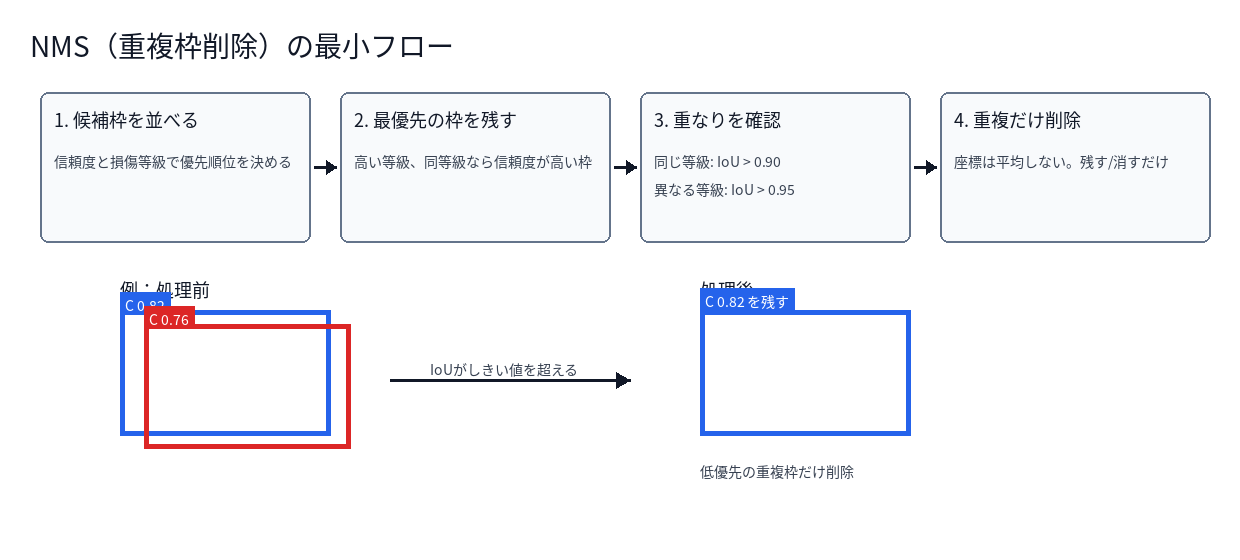 NMS（重複枠削除）の最小フロー
1. 候補枠を並べる
信頼度と損傷等級で優先順位を決める
2. 最優先の枠を残す
高い等級、同等級なら信頼度が高い枠
3. 重なりを確認
同じ等級: IoU > 0.90
異なる等級: IoU > 0.95
4. 重複だけ削除
座標は平均しない。残す/消すだけ
例：処理前
C 0.82
C 0.76
IoUがしきい値を超える
処理後
C 0.82 を残す
低優先の重複枠だけ削除